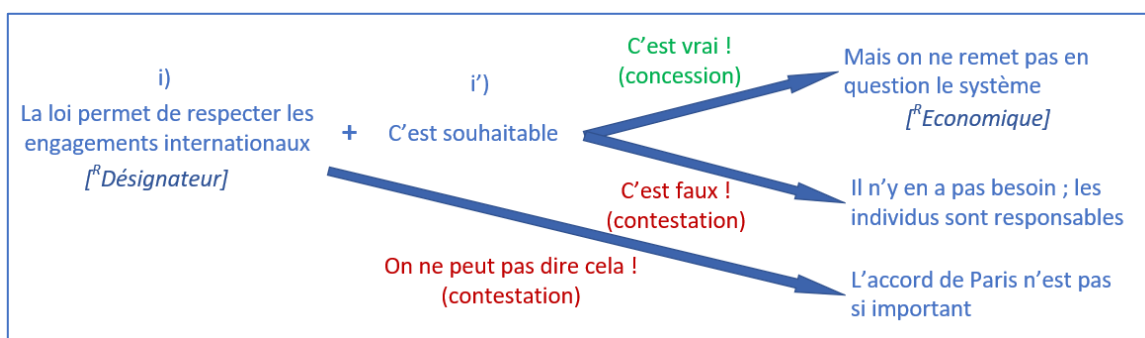 i)
La loi permet de respecter les
engagements internationaux
[ᴿDésignateur]
+
i')
C'est souhaitable
C'est vrai !
(concession)
Mais on ne remet pas en
question le système
[ᴿEconomique]
C'est faux !
(contestation)
Il n'y en a pas besoin ; les
individus sont responsables
On ne peut pas dire cela !
(contestation)
L'accord de Paris n'est pas
si important